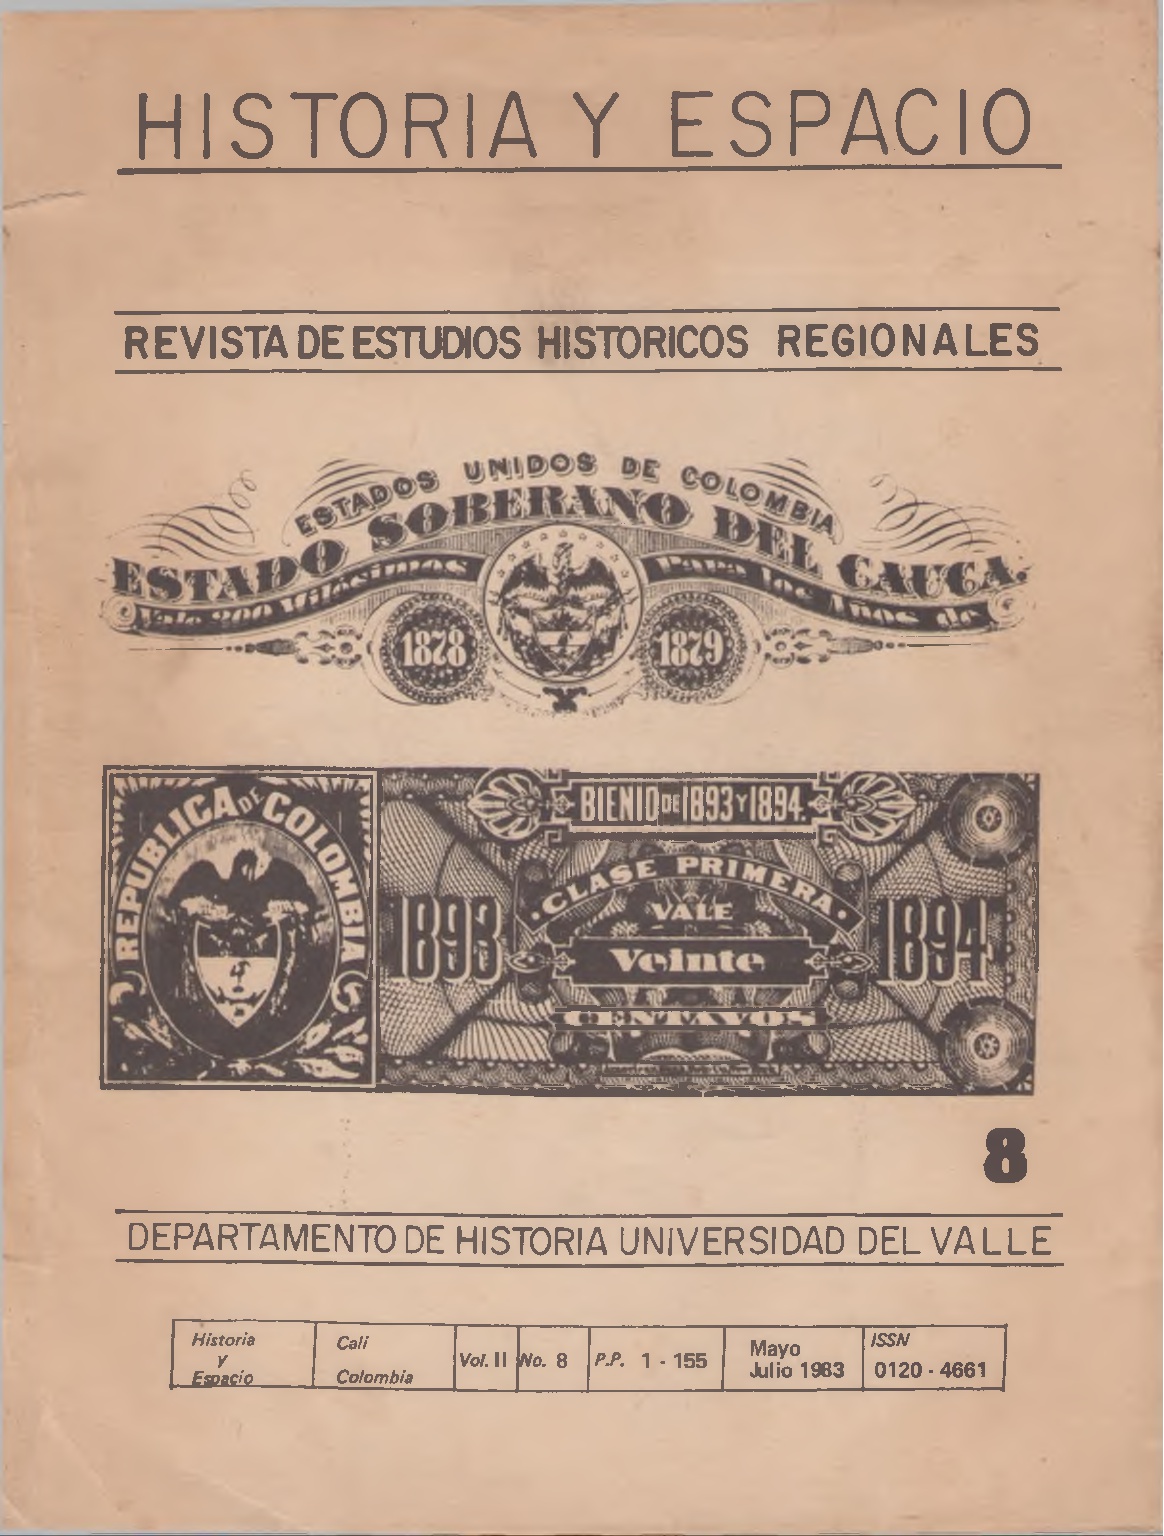 HISTORIA Y ESPACIO
REVISTA DE ESTUDIOS HISTORICOS REGIONALES
ESTADOS UNIDOS DE COLOMBIA
ESTADO SOBERANO DEL CAUCA.
Vale 200 Milésimos Para los Años de
1878 1879
REPUBLICA DE COLOMBIA
BIENIO DE 1893 Y 1894.
CLASE PRIMERA
VALE
1893 Veinte 1894
CENTAVOS
8
DEPARTAMENTO DE HISTORIA UNIVERSIDAD DEL VALLE
Historia
y
Espacio
Cali
Colombia
Vol. II
No. 8
P.P. 1 - 155
Mayo
Julio 1983
ISSN
0120 - 4661